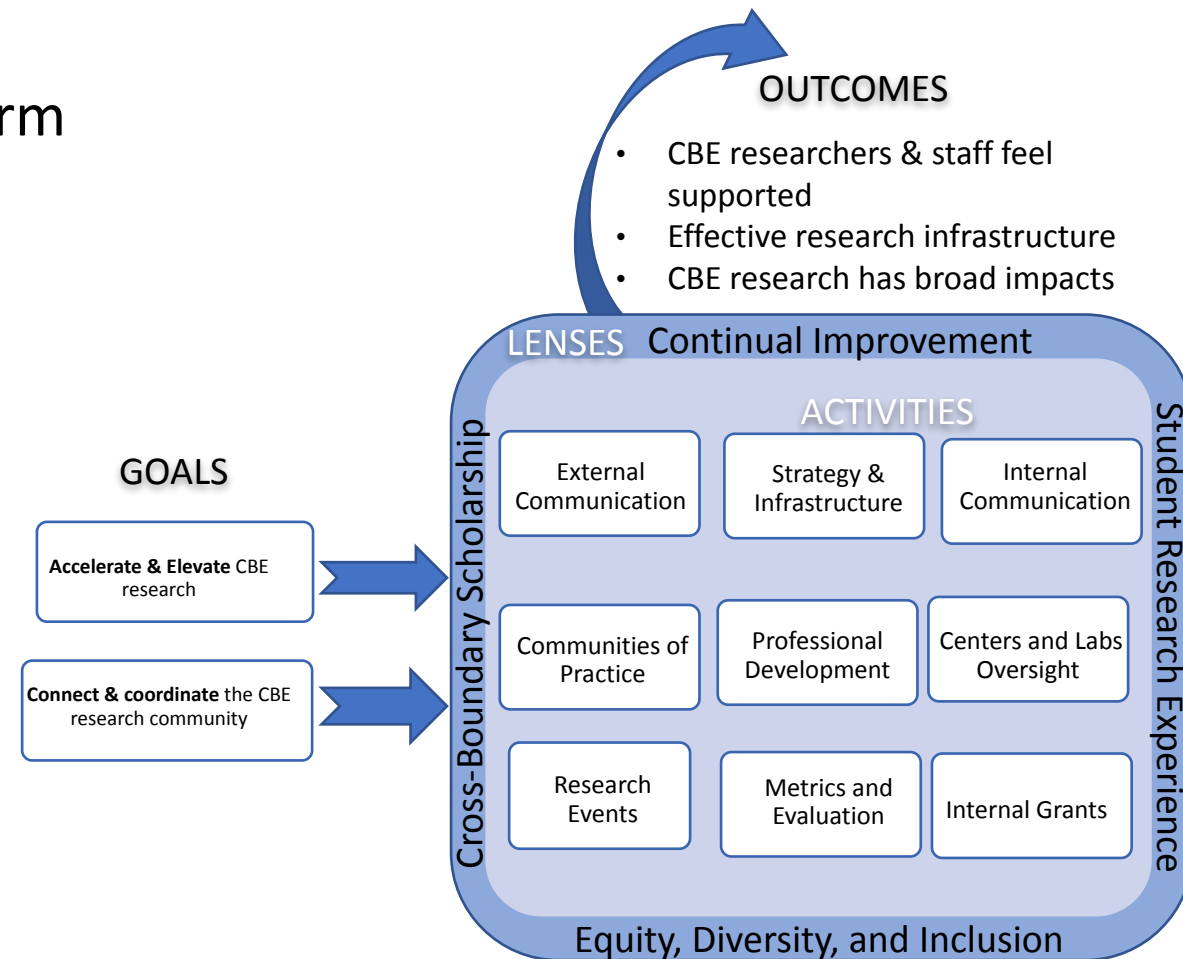 rm
OUTCOMES
• CBE researchers & staff feel
supported
• Effective research infrastructure
• CBE research has broad impacts
LENSES
Continual Improvement
ACTIVITIES
GOALS
Accelerate & Elevate CBE
research
Connect & coordinate the CBE
research community
Cross-Boundary Scholarship
External
Communication
Strategy &
Infrastructure
Internal
Communication
Communities of
Practice
Professional
Development
Centers and Labs
Oversight
Research
Events
Metrics and
Evaluation
Internal Grants
Student Research Experience
Equity, Diversity, and Inclusion